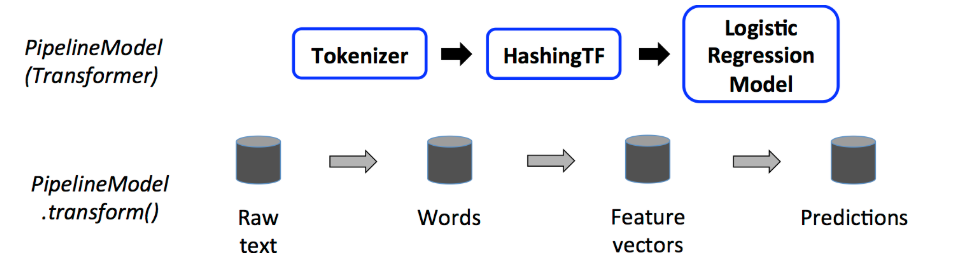 PipelineModel
(Transformer)
Tokenizer
HashingTF
Logistic
Regression
Model
PipelineModel
.transform()
Raw
text
Words
Feature
vectors
Predictions